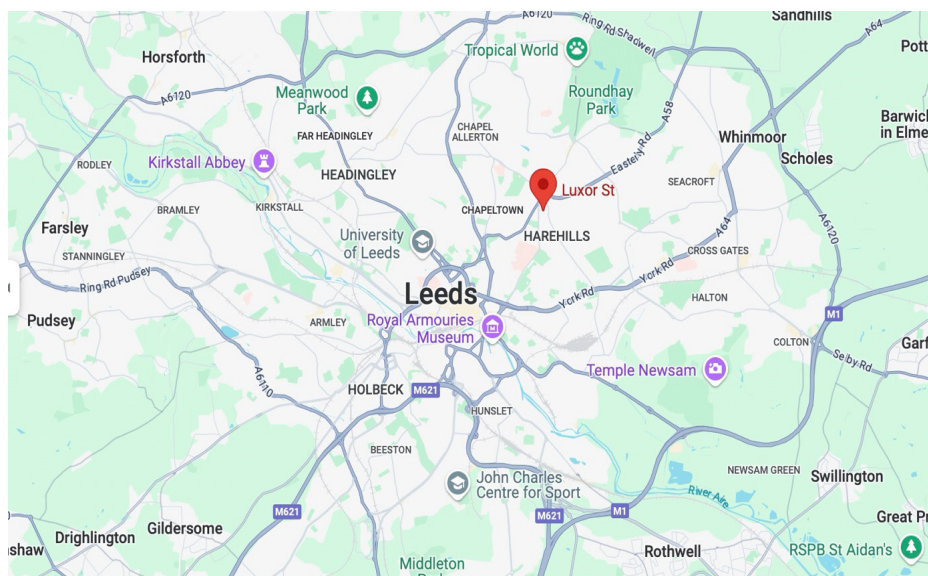 A6120
Sandhills
Ring Rd Shadwell
A64
Horsforth
Tropical World
Pott
A6120
Meanwood
Park
Roundhay
Park
A58
Barwick
in Elme
FAR HEADINGLEY
CHAPEL
ALLERTON
Whinmoor
Easterly Rd
Scholes
RODLEY
Kirkstall Abbey
HEADINGLEY
Luxor St
SEACROFT
BRAMLEY
KIRKSTALL
CHAPELTOWN
Farsley
University
of Leeds
HAREHILLS
A64
A6120
STANNINGLEY
CROSS GATES
Ring Rd Pudsey
York Rd
York Rd
Leeds
HALTON
Pudsey
ARMLEY
Royal Armouries
Museum
M1
COLTON
Garf
Selby Rd
A6110
Temple Newsam
HOLBECK
M621
HUNSLET
BEESTON
NEWSAM GREEN
Swillington
John Charles
Centre for Sport
River Aire
M621
M621
M1
Great Pr
Gildersome
Drighlington
shaw
Rothwell
RSPB St Aidan's
Middleton